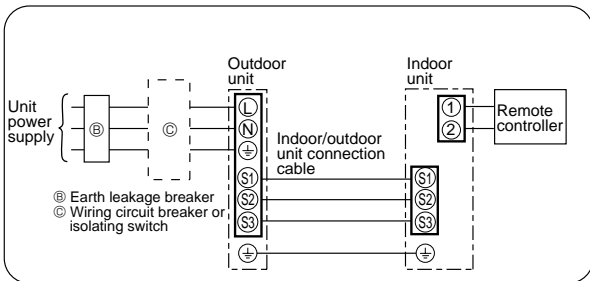 Outdoor
unit
Indoor
unit
Unit
power
supply
Ⓑ
Ⓒ
L
N
S1
S2
S3
Indoor/outdoor
unit connection
cable
1
2
Remote
controller
S1
S2
S3
Ⓑ Earth leakage breaker
Ⓒ Wiring circuit breaker or
isolating switch